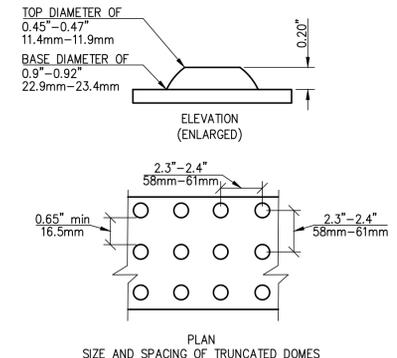 TOP DIAMETER OF
0.45"-0.47"
11.4mm-11.9mm
BASE DIAMETER OF
0.9"-0.92"
22.9mm-23.4mm
0.20"
ELEVATION
(ENLARGED)
2.3"-2.4"
58mm-61mm
0.65" min
16.5mm
2.3"-2.4"
58mm-61mm
PLAN
SIZE AND SPACING OF TRUNCATED DOMES